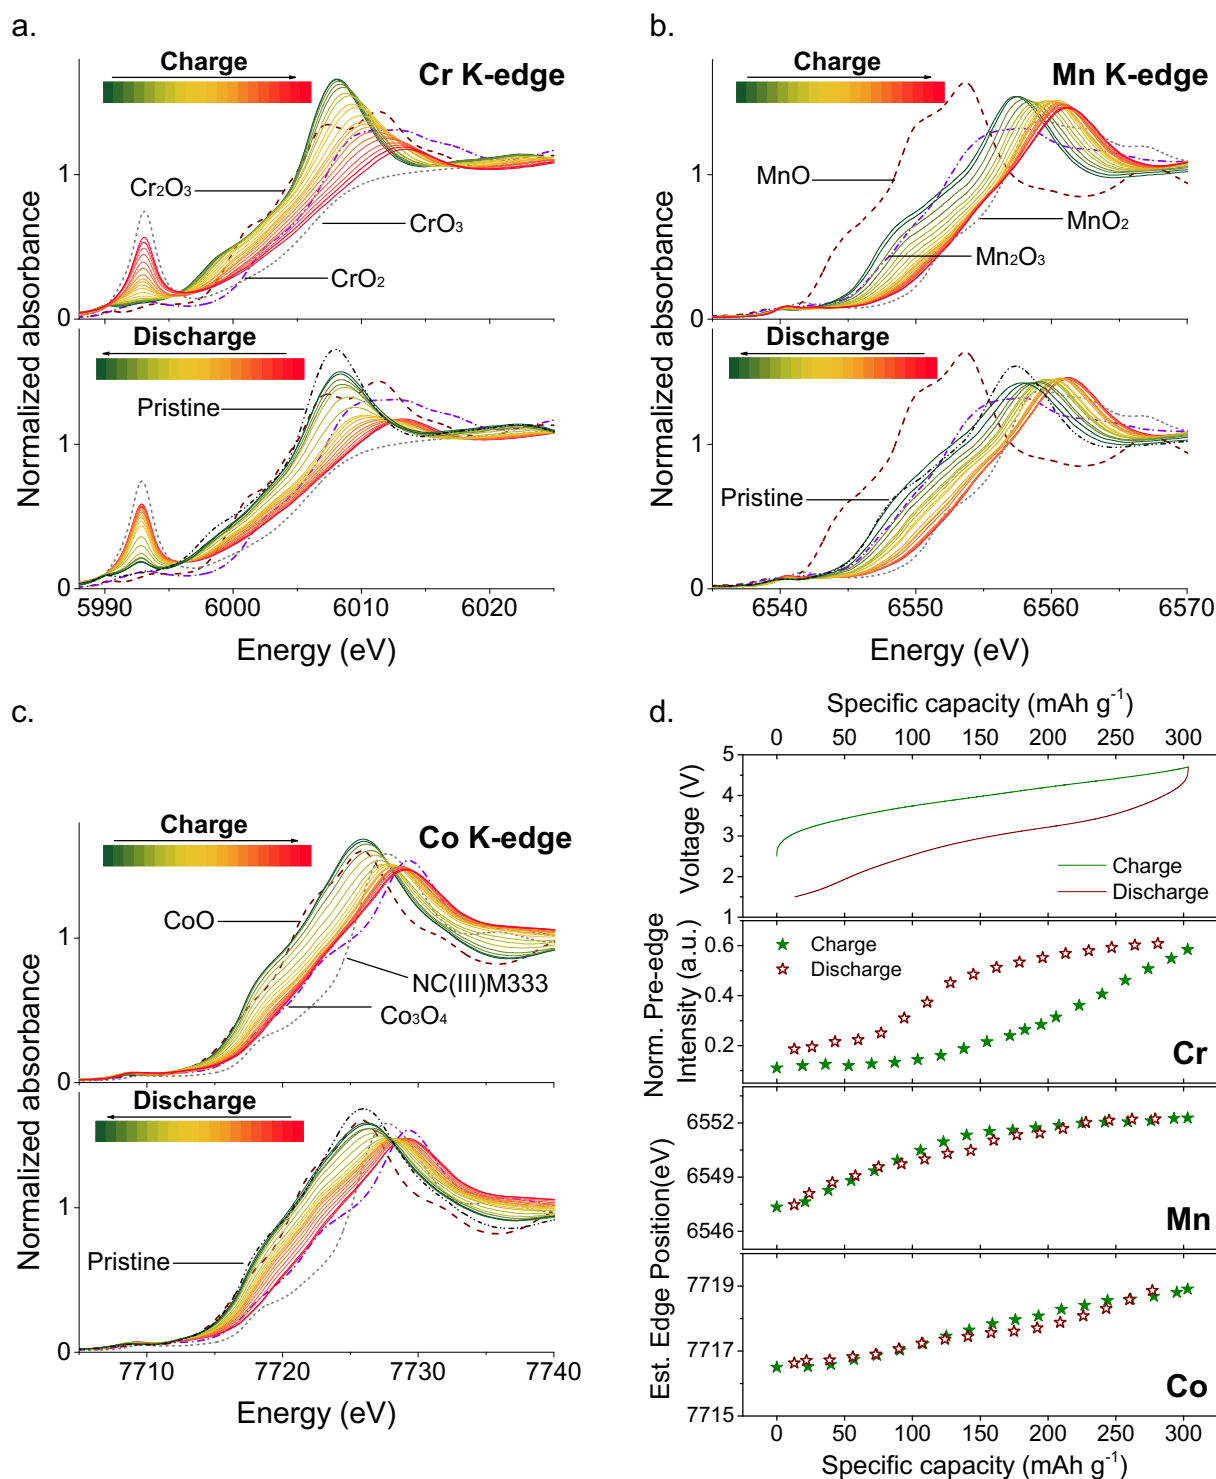 a.
Charge
Cr K-edge
1
Cr₂O₃
CrO₃
CrO₂
0
Discharge
Pristine
1
0
5990 6000 6010 6020
Energy (eV)
Normalized absorbance
Normalized absorbance
b.
Charge
Mn K-edge
1
MnO
MnO₂
Mn₂O₃
0
Discharge
1
Pristine
0
6540 6550 6560 6570
Energy (eV)
Normalized absorbance
Normalized absorbance
c.
Charge
Co K-edge
CoO
1
NC(III)M333
Co₃O₄
0
Discharge
1
Pristine
0
7710 7720 7730 7740
Energy (eV)
Normalized absorbance
Normalized absorbance
d.
Specific capacity (mAh g⁻¹)
0 50 100 150 200 250 300
5
4
3
2
1
Voltage (V)
Charge
Discharge
0.6
0.4
0.2
Norm. Pre-edge
Intensity (a.u.)
Charge
Discharge
Cr
6552
6549
6546
Mn
Est. Edge Position(eV)
7719
7717
7715
Co
0 50 100 150 200 250 300
Specific capacity (mAh g⁻¹)